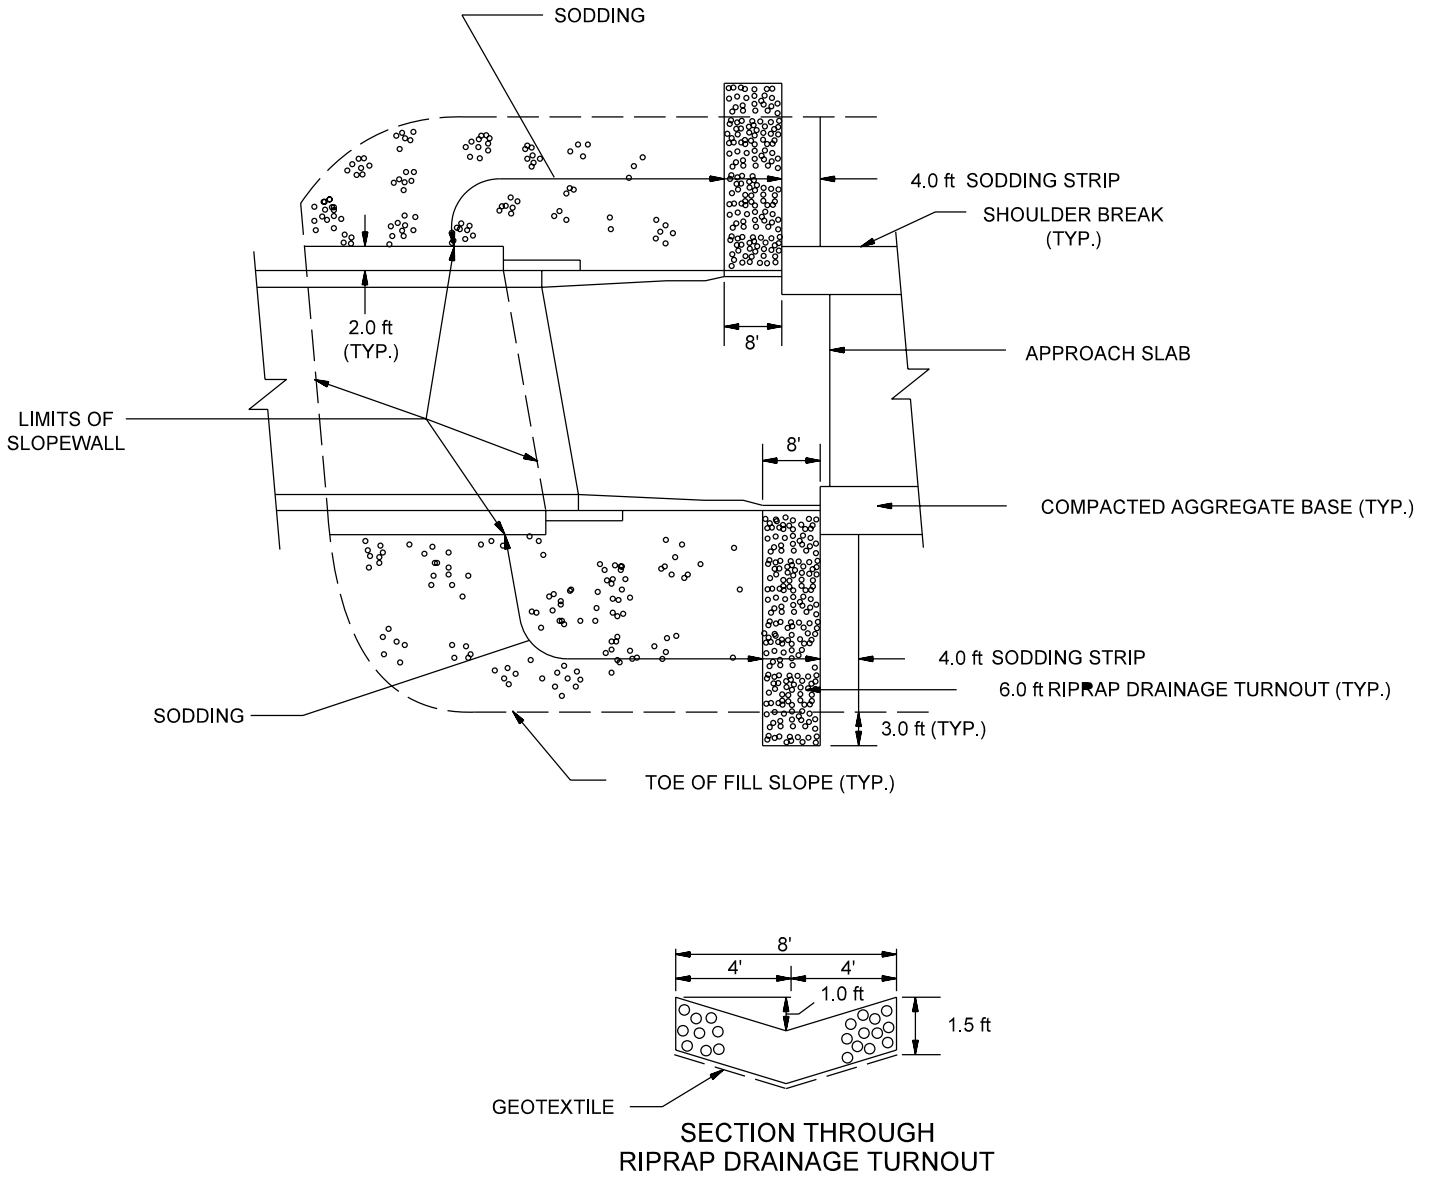 SODDING
4.0 ft SODDING STRIP
SHOULDER BREAK
(TYP.)
2.0 ft
(TYP.)
8'
APPROACH SLAB
LIMITS OF
SLOPEWALL
8'
COMPACTED AGGREGATE BASE (TYP.)
4.0 ft SODDING STRIP
6.0 ft RIPRAP DRAINAGE TURNOUT (TYP.)
SODDING
3.0 ft (TYP.)
TOE OF FILL SLOPE (TYP.)
8'
4' 4'
1.0 ft
1.5 ft
GEOTEXTILE
SECTION THROUGH
RIPRAP DRAINAGE TURNOUT